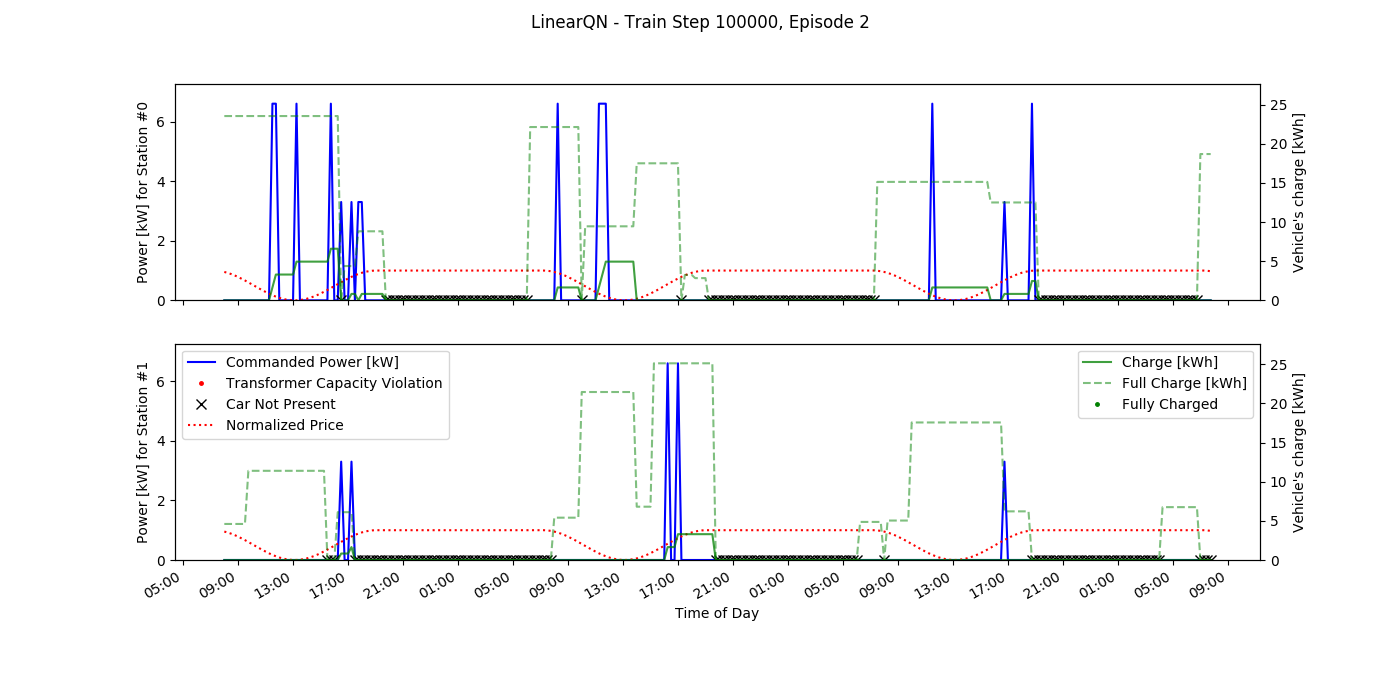 LinearQN - Train Step 100000, Episode 2
Power [kW] for Station #0
6
4
2
0
25
20
15
10
5
0
Vehicle's charge [kWh]
Power [kW] for Station #1
6
4
2
0
Commanded Power [kW]
Transformer Capacity Violation
Car Not Present
Normalized Price
Charge [kWh]
Full Charge [kWh]
Fully Charged
25
20
15
10
5
0
Vehicle's charge [kWh]
05:00 09:00 13:00 17:00 21:00 01:00 05:00 09:00 13:00 17:00 21:00 01:00 05:00 09:00 13:00 17:00 21:00 01:00 05:00 09:00
Time of Day